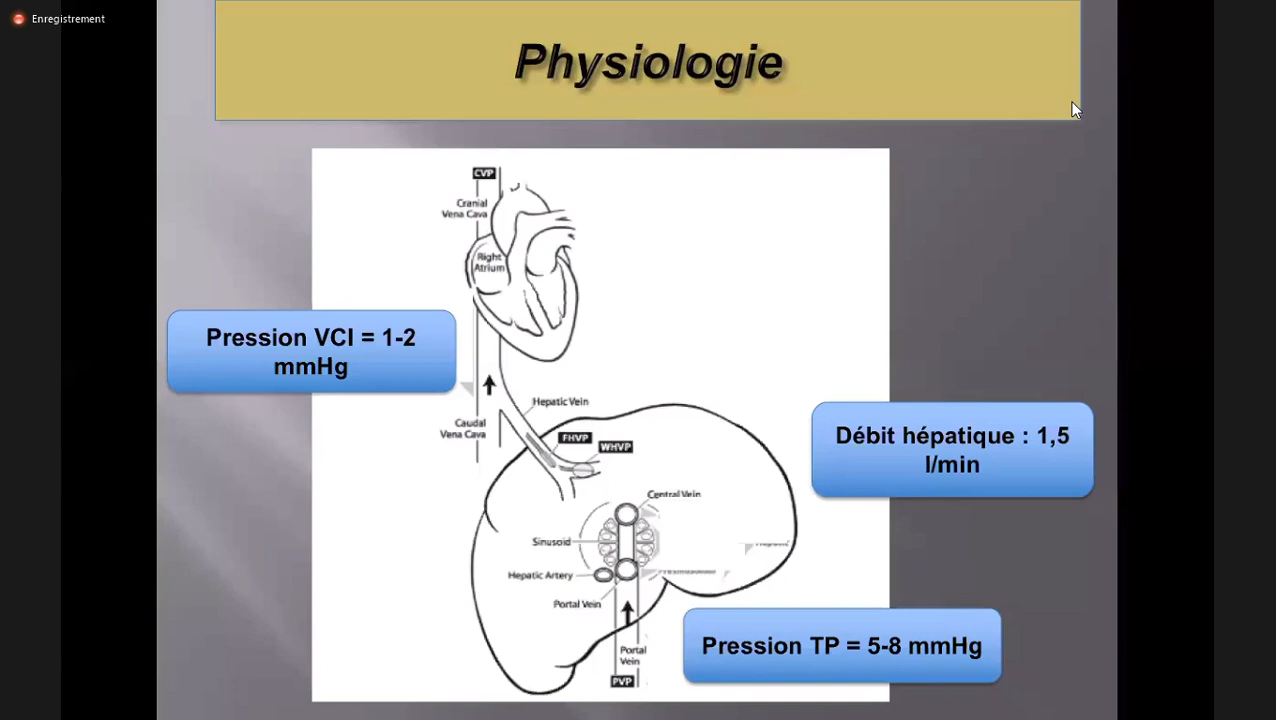 Enregistrement
Physiologie
CVP
Cranial
Vena Cava
Right
Atrium
Pression VCI = 1-2
mmHg
Hepatic Vein
Caudal
Vena Cava
FHVP
WHVP
Débit hépatique : 1,5
l/min
Central Vein
Sinusoid
Hepatic Artery
Portal Vein
Pression TP = 5-8 mmHg
Portal
Vein
PVP